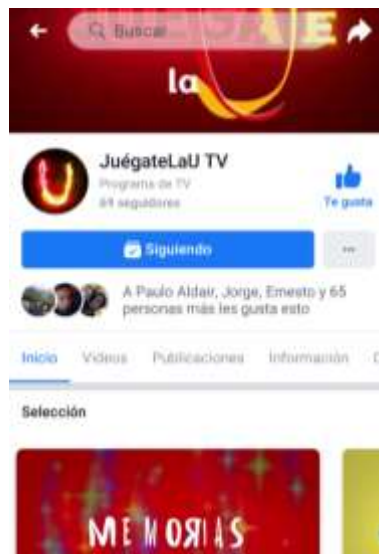 Buscar
JUÉGATE
la U
JuégateLaU TV
Programa de TV
69 seguidores
Te gusta
Siguiendo
A Paulo Aldair, Jorge, Ernesto y 65
personas más les gusta esto
Inicio Videos Publicaciones Información
Selección
MEMORIAS